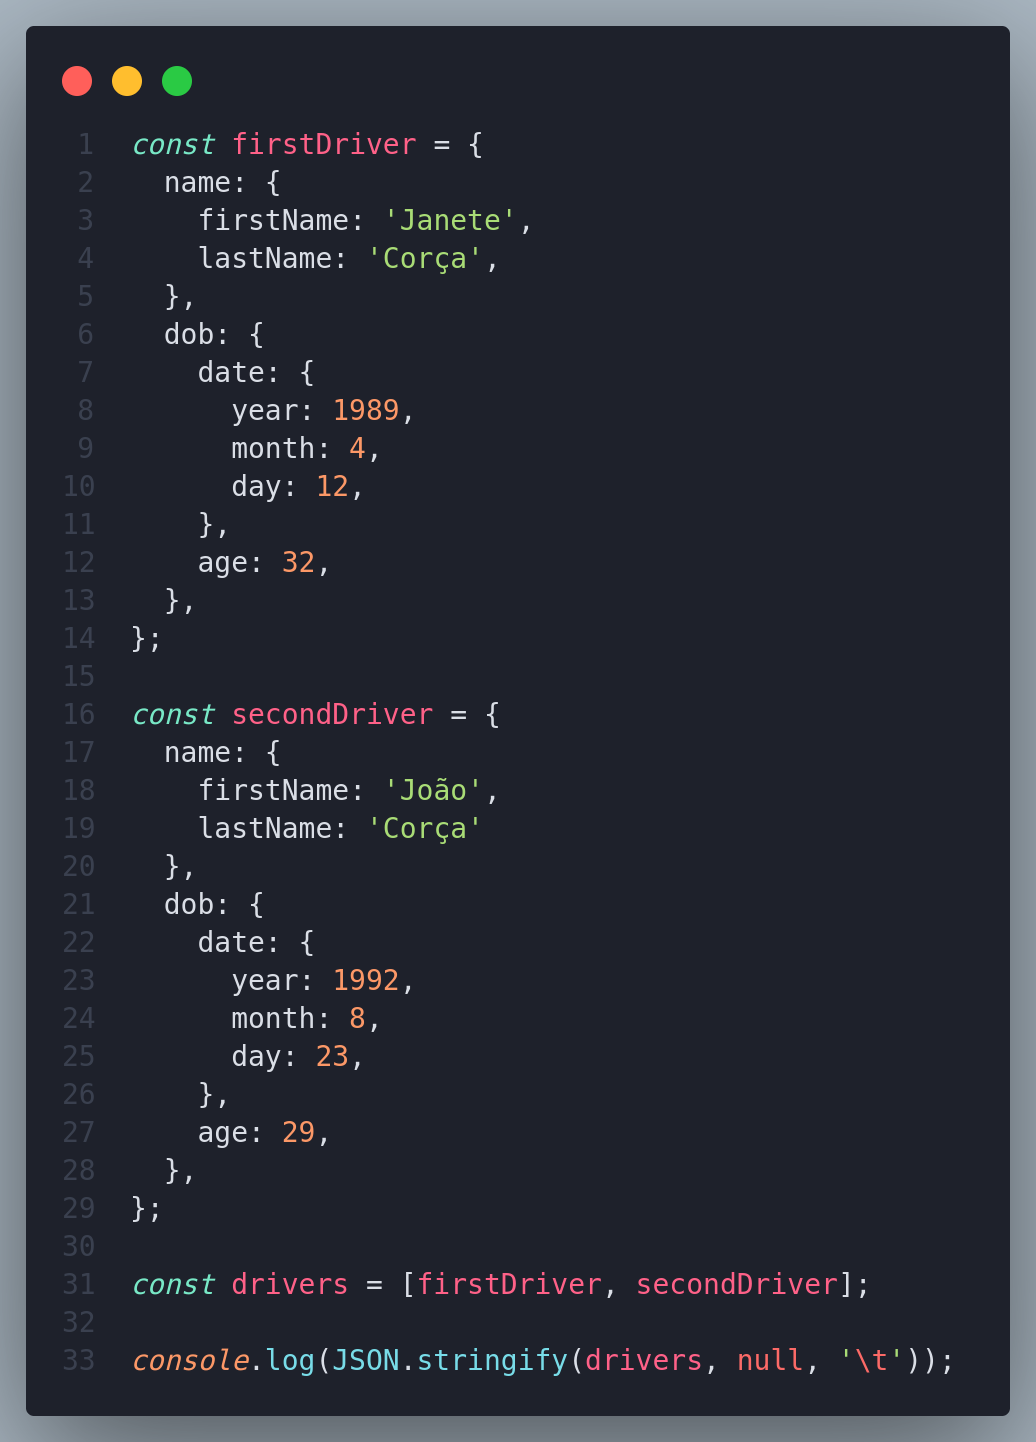 1 const firstDriver = {
2   name: {
3     firstName: 'Janete',
4     lastName: 'Corça',
5   },
6   dob: {
7     date: {
8       year: 1989,
9       month: 4,
10       day: 12,
11     },
12     age: 32,
13   },
14 };
15
16 const secondDriver = {
17   name: {
18     firstName: 'João',
19     lastName: 'Corça'
20   },
21   dob: {
22     date: {
23       year: 1992,
24       month: 8,
25       day: 23,
26     },
27     age: 29,
28   },
29 };
30
31 const drivers = [firstDriver, secondDriver];
32
33 console.log(JSON.stringify(drivers, null, '\t'));